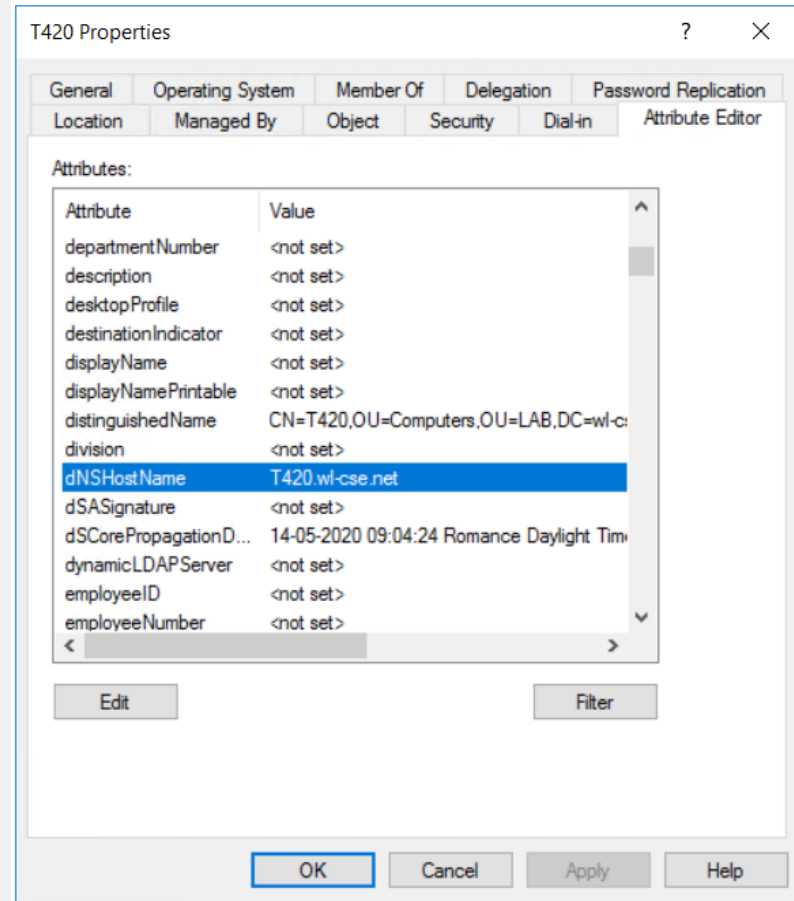 T420 Properties
General Operating System Member Of Delegation Password Replication
Location Managed By Object Security Dial-in Attribute Editor
Attributes:
Attribute Value
departmentNumber <not set>
description <not set>
desktopProfile <not set>
destinationIndicator <not set>
displayName <not set>
displayNamePrintable <not set>
distinguishedName CN=T420,OU=Computers,OU=LAB,DC=wl-cs
division <not set>
dNSHostName T420.wl-cse.net
dSASignature <not set>
dSCorePropagationD... 14-05-2020 09:04:24 Romance Daylight Time
dynamicLDAPServer <not set>
employeeID <not set>
employeeNumber <not set>
Edit Filter
OK Cancel Apply Help